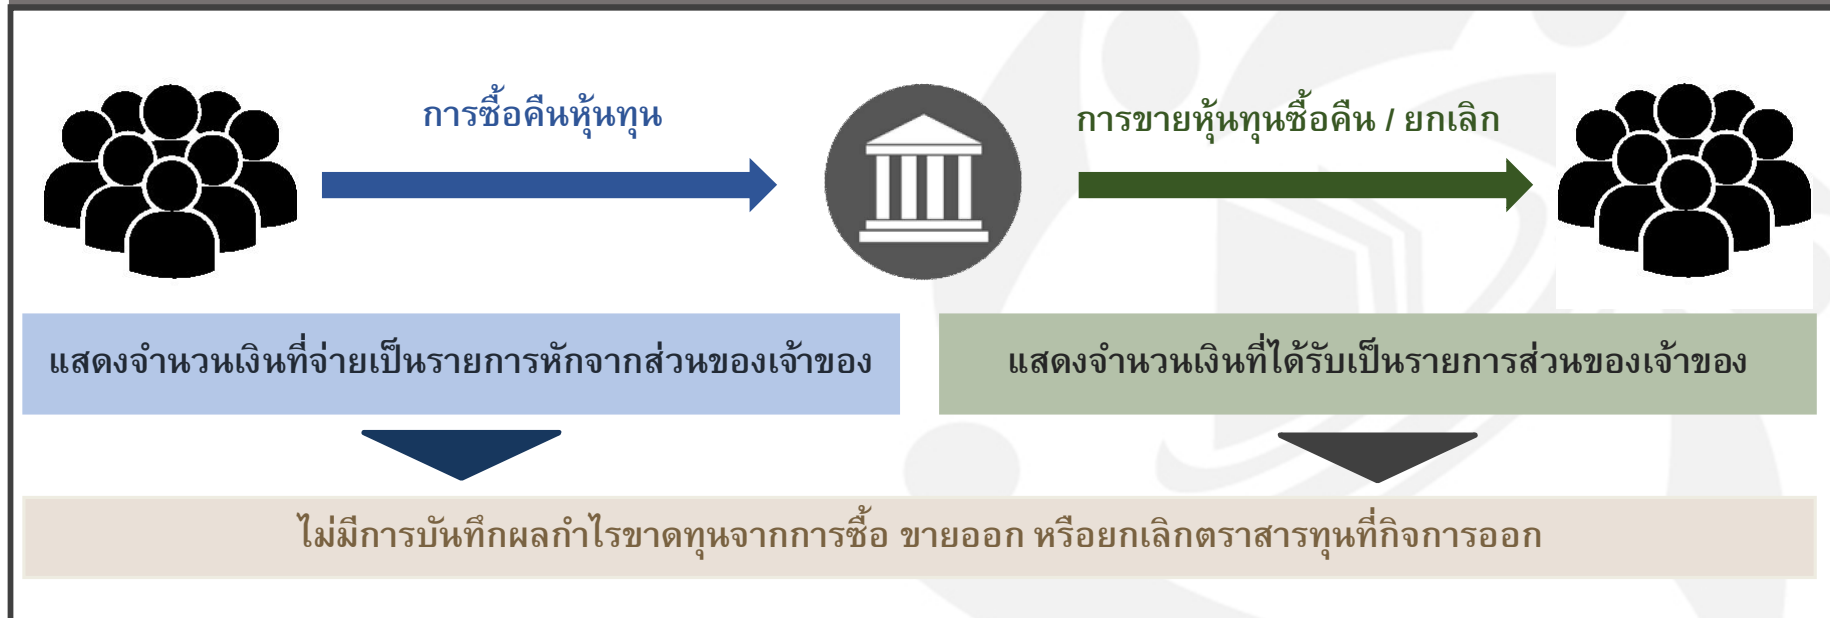 การซื้อคืนหุ้นทุน
การขายหุ้นทุนซื้อคืน / ยกเลิก
แสดงจำนวนเงินที่จ่ายเป็นรายการหักจากส่วนของเจ้าของ
แสดงจำนวนเงินที่ได้รับเป็นรายการส่วนของเจ้าของ
ไม่มีการบันทึกผลกำไรขาดทุนจากการซื้อ ขายออก หรือยกเลิกตราสารทุนที่กิจการออก